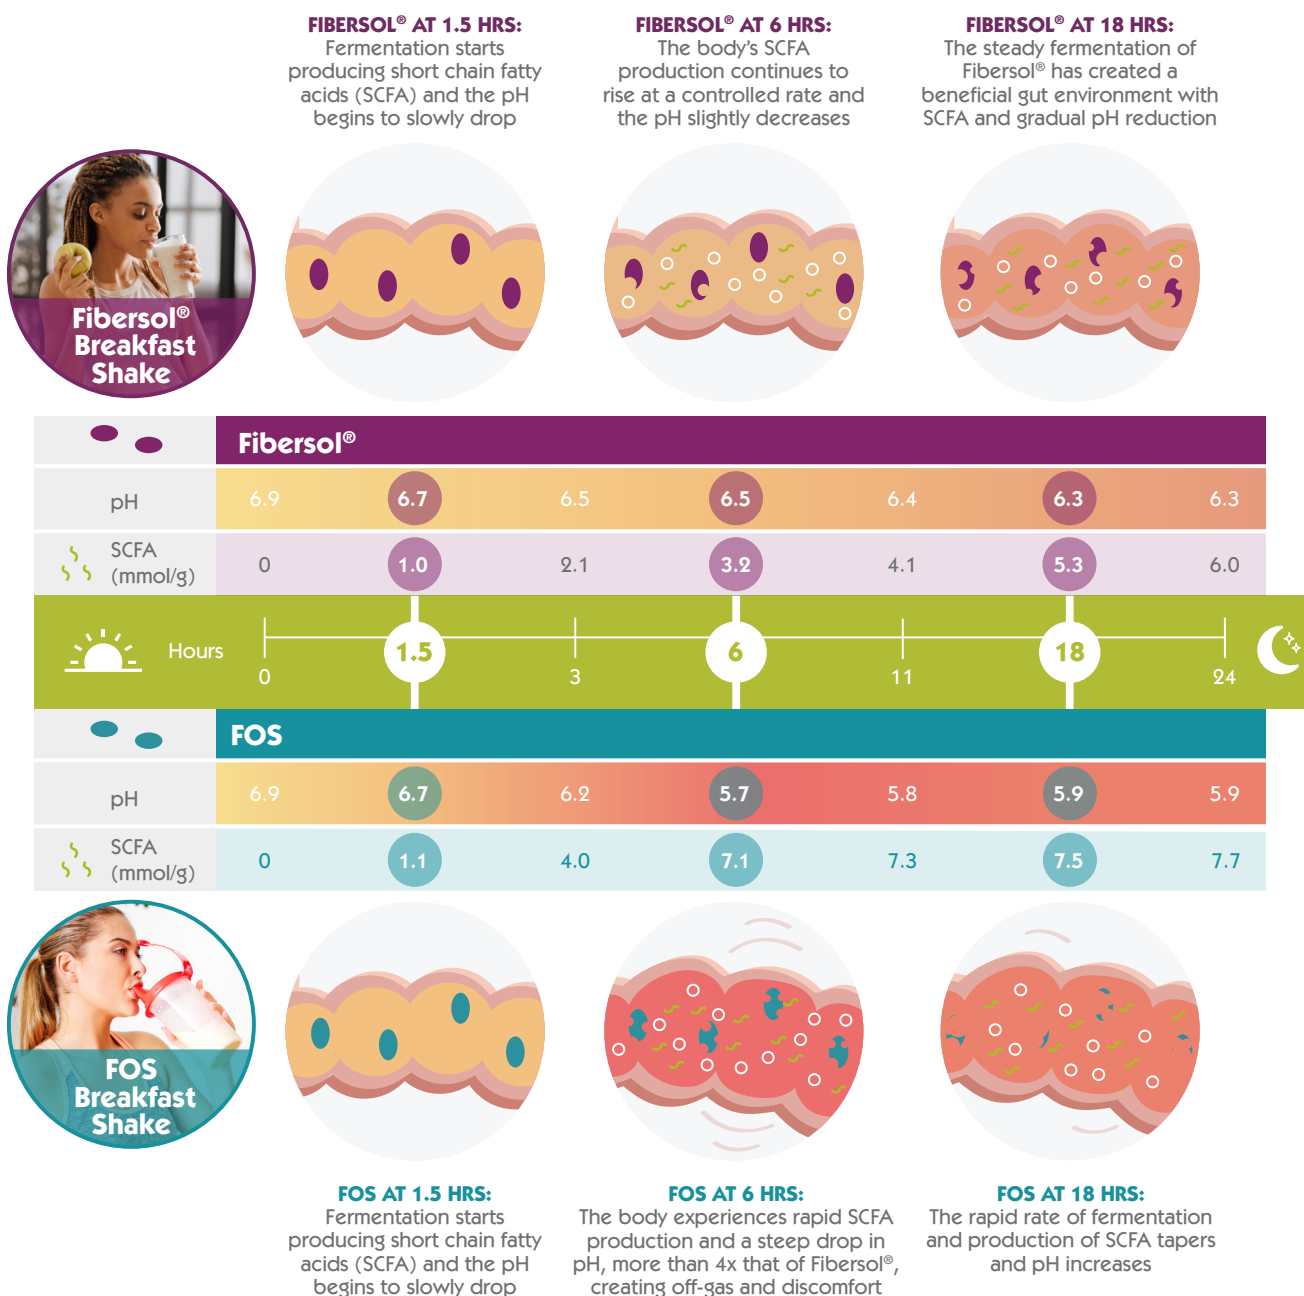 FIBERSOL® AT 1.5 HRS:
Fermentation starts
producing short chain fatty
acids (SCFA) and the pH
begins to slowly drop
FIBERSOL® AT 6 HRS:
The body's SCFA
production continues to
rise at a controlled rate and
the pH slightly decreases
FIBERSOL® AT 18 HRS:
The steady fermentation of
Fibersol® has created a
beneficial gut environment with
SCFA and gradual pH reduction
Fibersol®
Breakfast
Shake
Fibersol®
pH 6.9 6.7 6.5 6.5 6.4 6.3 6.3
SCFA
(mmol/g) 0 1.0 2.1 3.2 4.1 5.3 6.0
Hours 0 1.5 3 6 11 18 24
FOS
pH 6.9 6.7 6.2 5.7 5.8 5.9 5.9
SCFA
(mmol/g) 0 1.1 4.0 7.1 7.3 7.5 7.7
FOS
Breakfast
Shake
FOS AT 1.5 HRS:
Fermentation starts
producing short chain fatty
acids (SCFA) and the pH
begins to slowly drop
FOS AT 6 HRS:
The body experiences rapid SCFA
production and a steep drop in
pH, more than 4x that of Fibersol®,
creating off-gas and discomfort
FOS AT 18 HRS:
The rapid rate of fermentation
and production of SCFA tapers
and pH increases